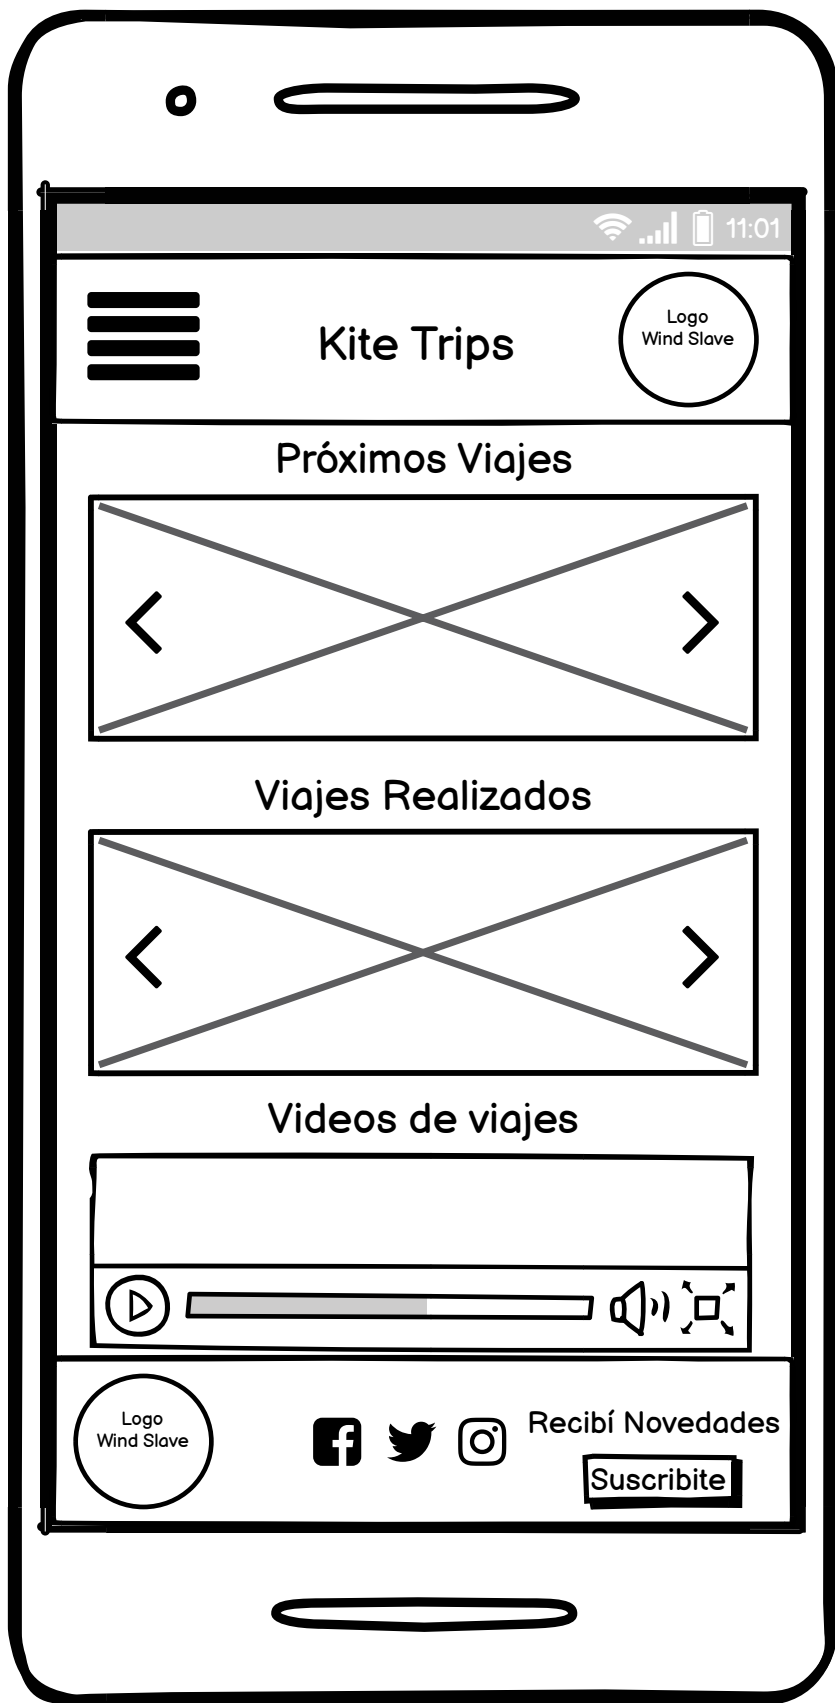 11:01
Kite Trips
Logo
Wind Slave
Próximos Viajes
Viajes Realizados
Videos de viajes
Logo
Wind Slave
Recibí Novedades
Suscribite